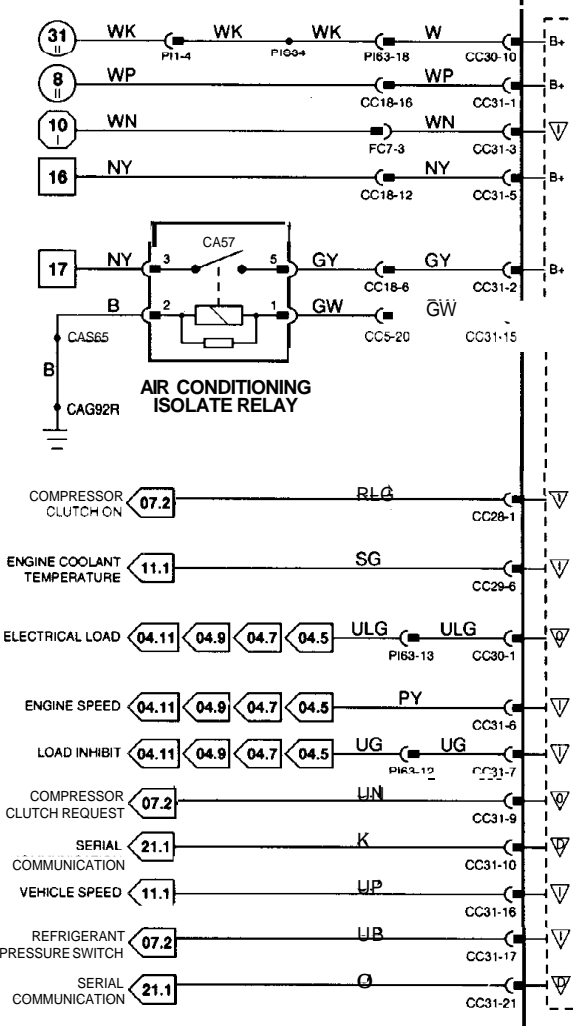 31 II WK WK WK W B+
PI1-4 PI63-18 CC30-10
8 II WP WP B+
CC18-16 CC31-1
10 I WN WN I
FC7-3 CC31-3
16 NY NY B+
CC18-12 CC31-5
CA57
17 NY 3 5 GY GY B+
CC18-6 CC31-2
B 2 1 GW GW
CAS65 CC5-20 CC31-15
B
CAG92R
AIR CONDITIONING
ISOLATE RELAY
COMPRESSOR
CLUTCH ON 07.2 RLG I
CC28-1
ENGINE COOLANT
TEMPERATURE 11.1 SG I
CC29-6
ELECTRICAL LOAD 04.11 04.9 04.7 04.5 ULG ULG O
PI63-13 CC30-1
ENGINE SPEED 04.11 04.9 04.7 04.5 PY I
CC31-6
LOAD INHIBIT 04.11 04.9 04.7 04.5 UG UG I
PI63-12 CC31-7
COMPRESSOR
CLUTCH REQUEST 07.2 UN O
CC31-9
SERIAL
COMMUNICATION 21.1 K D
CC31-10
VEHICLE SPEED 11.1 UP I
CC31-16
REFRIGERANT
PRESSURE SWITCH 07.2 UB I
CC31-17
SERIAL
COMMUNICATION 21.1 O D
CC31-21